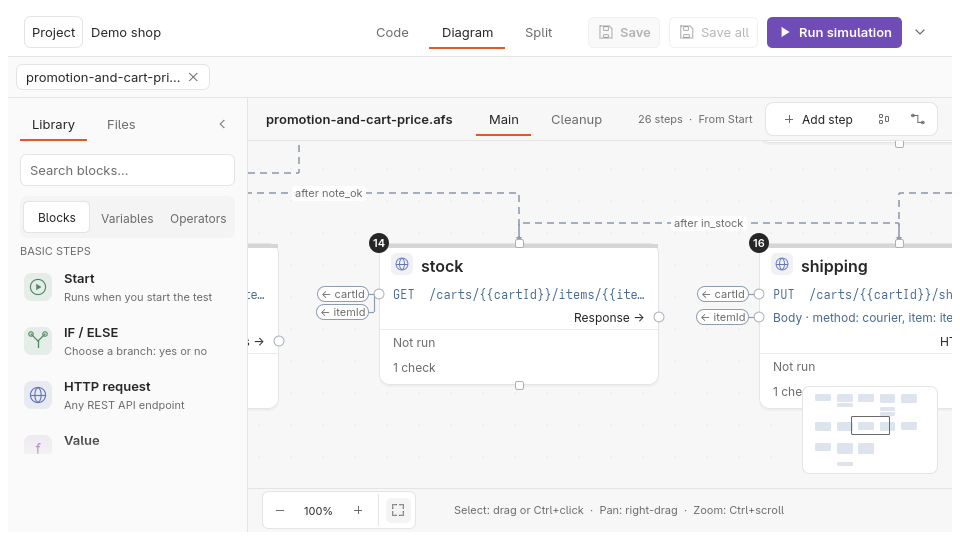 Project Demo shop Code Diagram Split Save Save all Run simulation
promotion-and-cart-pri...
Library Files
promotion-and-cart-price.afs Main Cleanup 26 steps · From Start Add step
Search blocks...
Blocks Variables Operators
BASIC STEPS
Start
Runs when you start the test
IF / ELSE
Choose a branch: yes or no
HTTP request
Any REST API endpoint
Value
after note_ok
after in_stock
14
stock
← cartId
GET /carts/{{cartId}}/items/{{ite…
← itemId
Response →
Not run
1 check
16
shipping
← cartId
PUT /carts/{{cartId}}/sh
← itemId
Body · method: courier, item: ite
Not run
100%
Select: drag or Ctrl+click · Pan: right-drag · Zoom: Ctrl+scroll